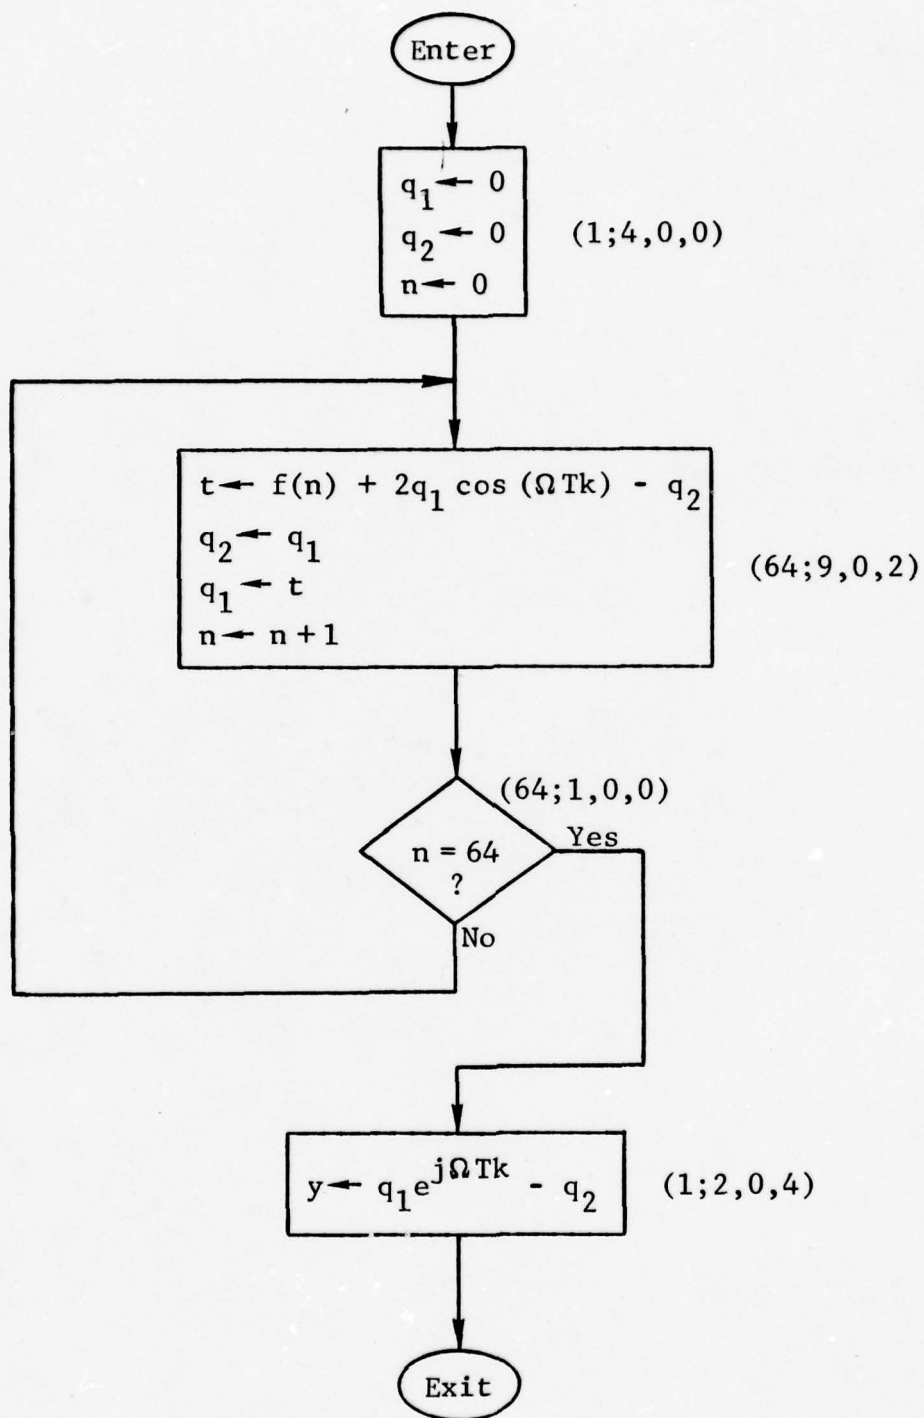 Enter
q₁ ← 0
q₂ ← 0
n ← 0
(1;4,0,0)
t ← f(n) + 2q₁ cos (ΩTk) - q₂
q₂ ← q₁
q₁ ← t
n ← n+1
(64;9,0,2)
(64;1,0,0)
n = 64
?
Yes
No
y ← q₁e^jΩTk - q₂
(1;2,0,4)
Exit